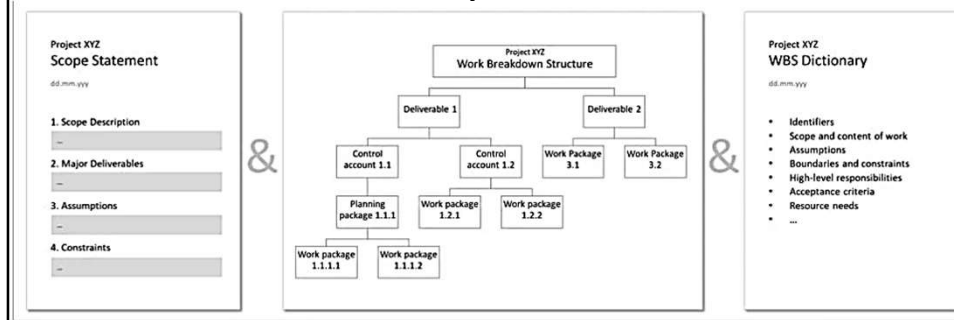 Project XYZ
Scope Statement
dd.mm.yyy
1. Scope Description
...
2. Major Deliverables
...
3. Assumptions
...
4. Constraints
...
&
Project XYZ
Work Breakdown Structure
Deliverable 1
Deliverable 2
Control
account 1.1
Control
account 1.2
Work Package
3.1
Work Package
3.2
Planning
package 1.1.1
Work package
1.2.1
Work package
1.2.2
Work package
1.1.1.1
Work package
1.1.1.2
&
Project XYZ
WBS Dictionary
dd.mm.yyy
• Identifiers
• Scope and content of work
• Assumptions
• Boundaries and constraints
• High-level responsibilities
• Acceptance criteria
• Resource needs
• ...